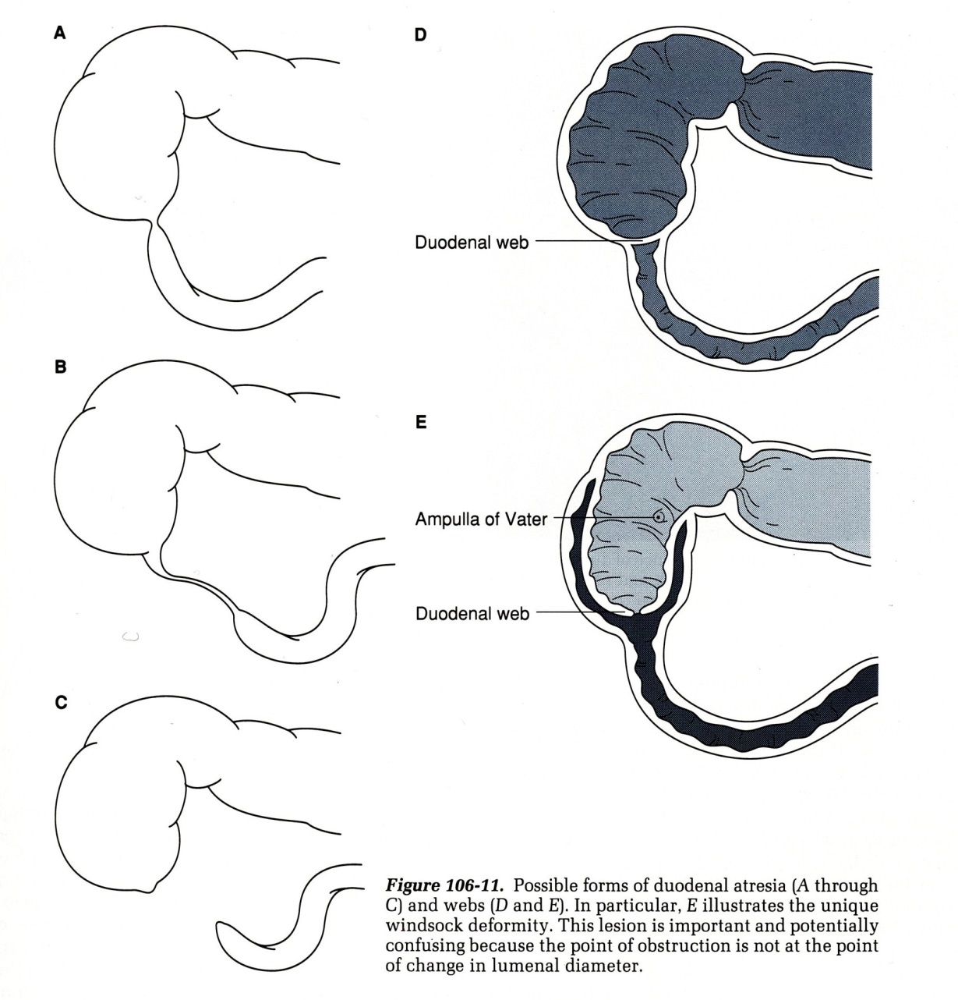 A
D
Duodenal web
B
E
Ampulla of Vater
Duodenal web
C
Figure 106-11. Possible forms of duodenal atresia (A through
C) and webs (D and E). In particular, E illustrates the unique
windsock deformity. This lesion is important and potentially
confusing because the point of obstruction is not at the point
of change in lumenal diameter.